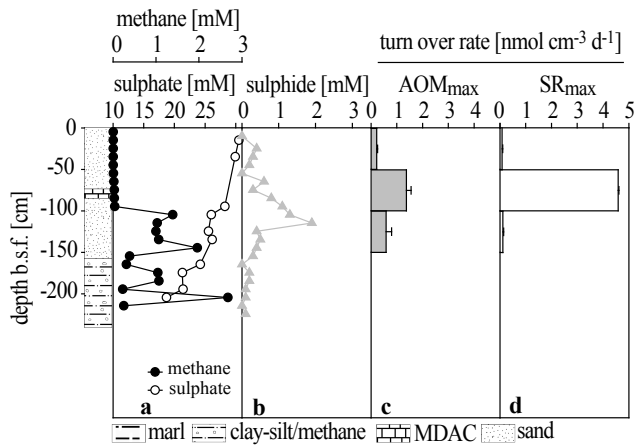 methane [mM]
0 1 2 3
turn over rate [nmol cm-3 d-1]
sulphate [mM] sulphide [mM] AOMmax SRmax
10 15 20 25 0 1 2 3 0 1 2 3 4 0 1 2 3 4 5
0
-50
-100
-150
-200
depth b.s.f. [cm]
methane
sulphate
a b c d
marl clay-silt/methane MDAC sand